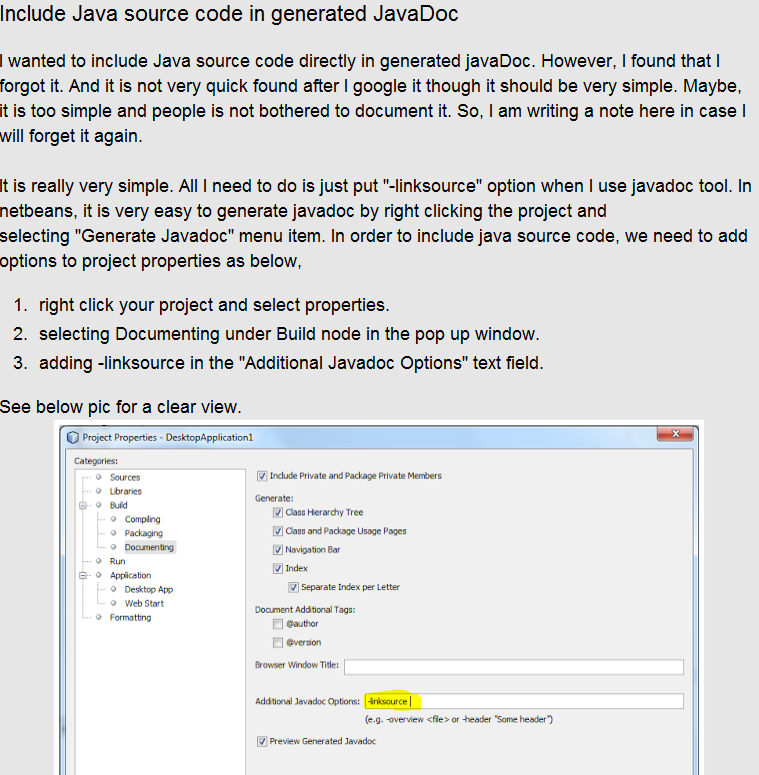 Include Java source code in generated JavaDoc
I wanted to include Java source code directly in generated javaDoc. However, I found that I
forgot it. And it is not very quick found after I google it though it should be very simple. Maybe,
it is too simple and people is not bothered to document it. So, I am writing a note here in case I
will forget it again.
It is really very simple. All I need to do is just put "-linksource" option when I use javadoc tool. In
netbeans, it is very easy to generate javadoc by right clicking the project and
selecting "Generate Javadoc" menu item. In order to include java source code, we need to add
options to project properties as below,
1. right click your project and select properties.
2. selecting Documenting under Build node in the pop up window.
3. adding -linksource in the "Additional Javadoc Options" text field.
See below pic for a clear view.
Project Properties - DesktopApplication1
Categories:
Sources
Libraries
Build
Compiling
Packaging
Documenting
Run
Application
Desktop App
Web Start
Formatting
Include Private and Package Private Members
Generate:
Class Hierarchy Tree
Class and Package Usage Pages
Navigation Bar
Index
Separate Index per Letter
Document Additional Tags:
@author
@version
Browser Window Title:
Additional Javadoc Options: -linksource
(e.g. -overview <file> or -header "Some header")
Preview Generated Javadoc